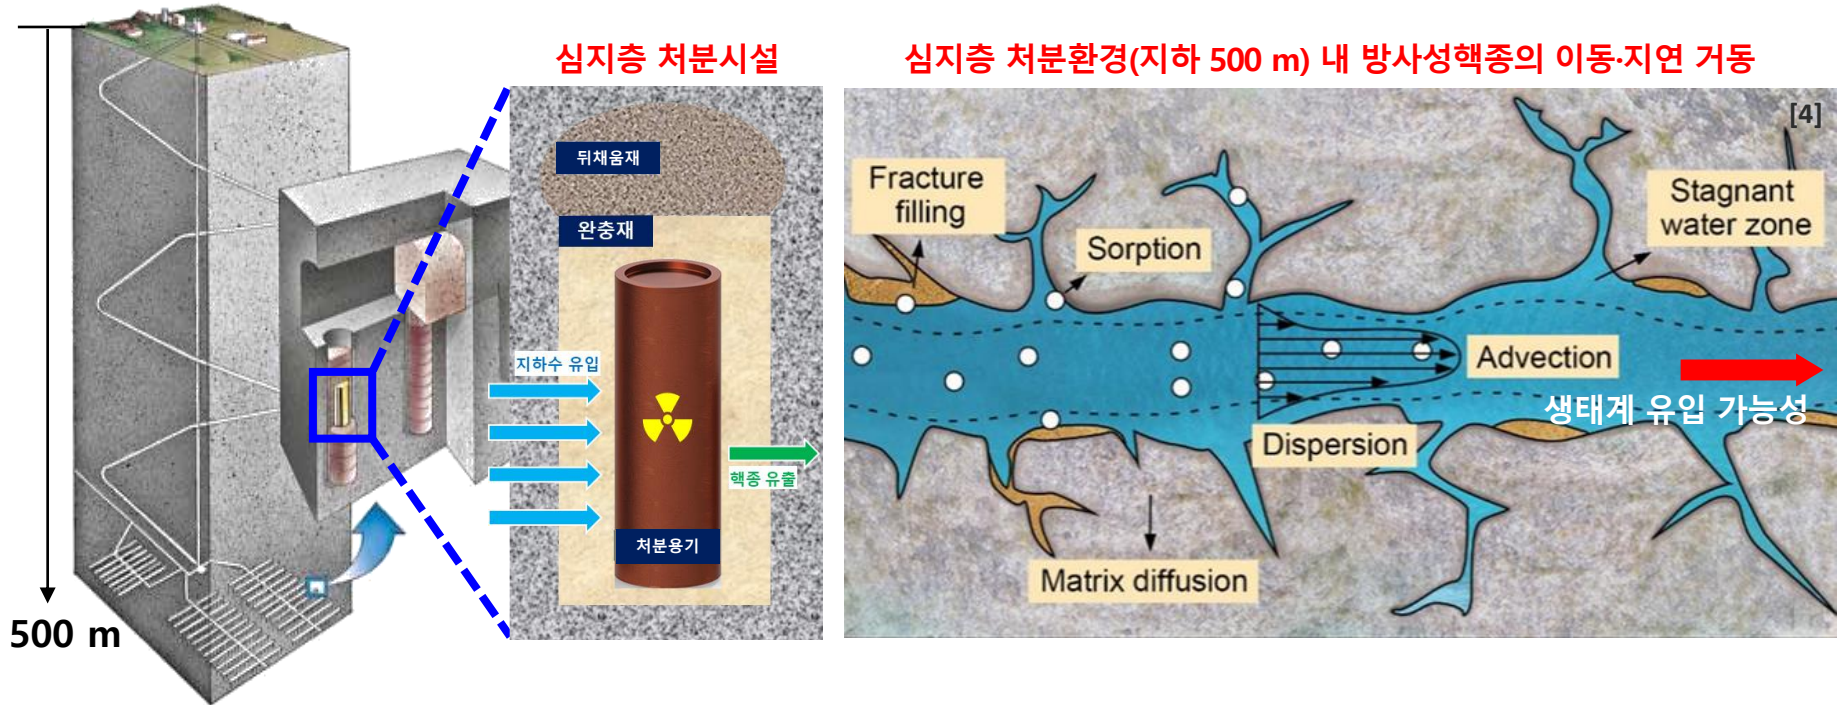 500 m
심지층 처분시설
뒤채움재
완충재
지하수 유입
핵종 유출
처분용기
심지층 처분환경(지하 500 m) 내 방사성핵종의 이동·지연 거동
[4]
Fracture
filling
Sorption
Stagnant
water zone
Advection
생태계 유입 가능성
Dispersion
Matrix diffusion